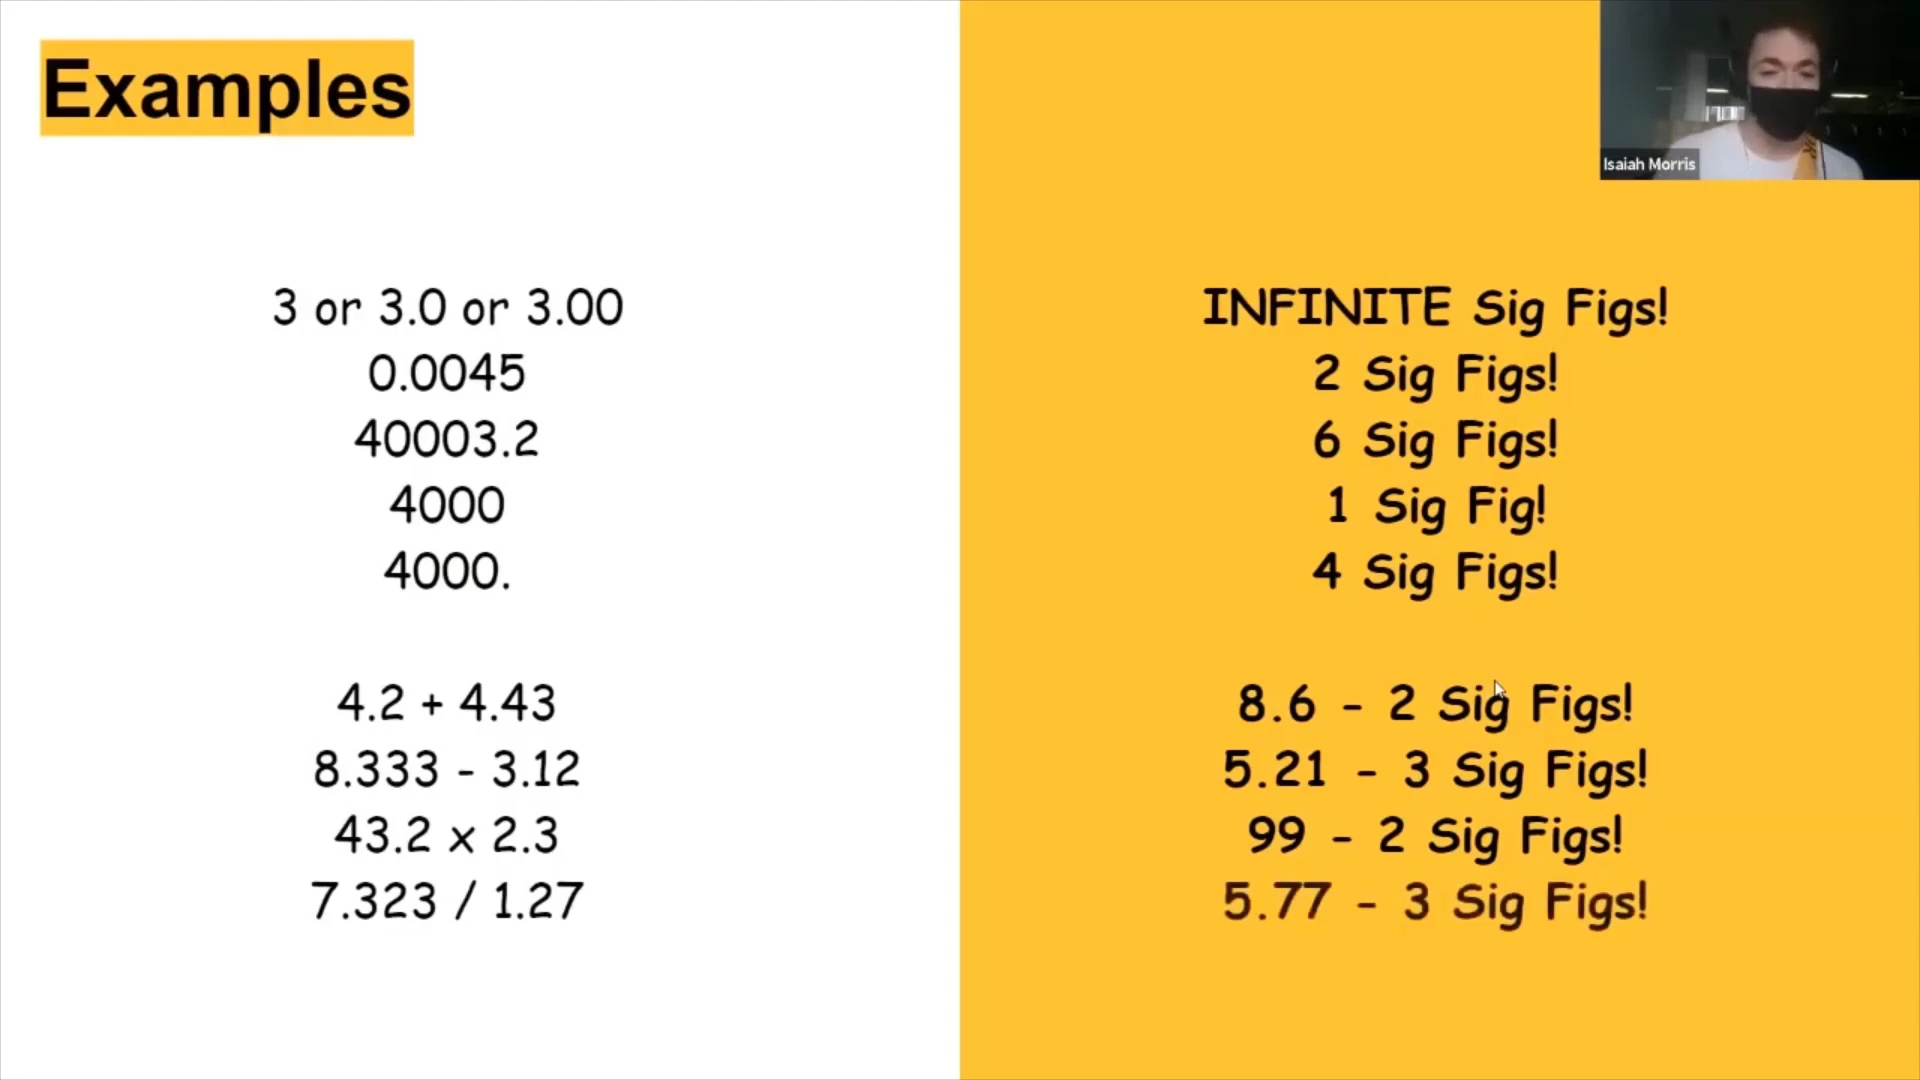 Examples
Isaiah Morris
3 or 3.0 or 3.00
INFINITE Sig Figs!
0.0045
2 Sig Figs!
40003.2
6 Sig Figs!
4000
1 Sig Fig!
4000.
4 Sig Figs!
4.2 + 4.43
8.6 - 2 Sig Figs!
8.333 - 3.12
5.21 - 3 Sig Figs!
43.2 x 2.3
99 - 2 Sig Figs!
7.323 / 1.27
5.77 - 3 Sig Figs!